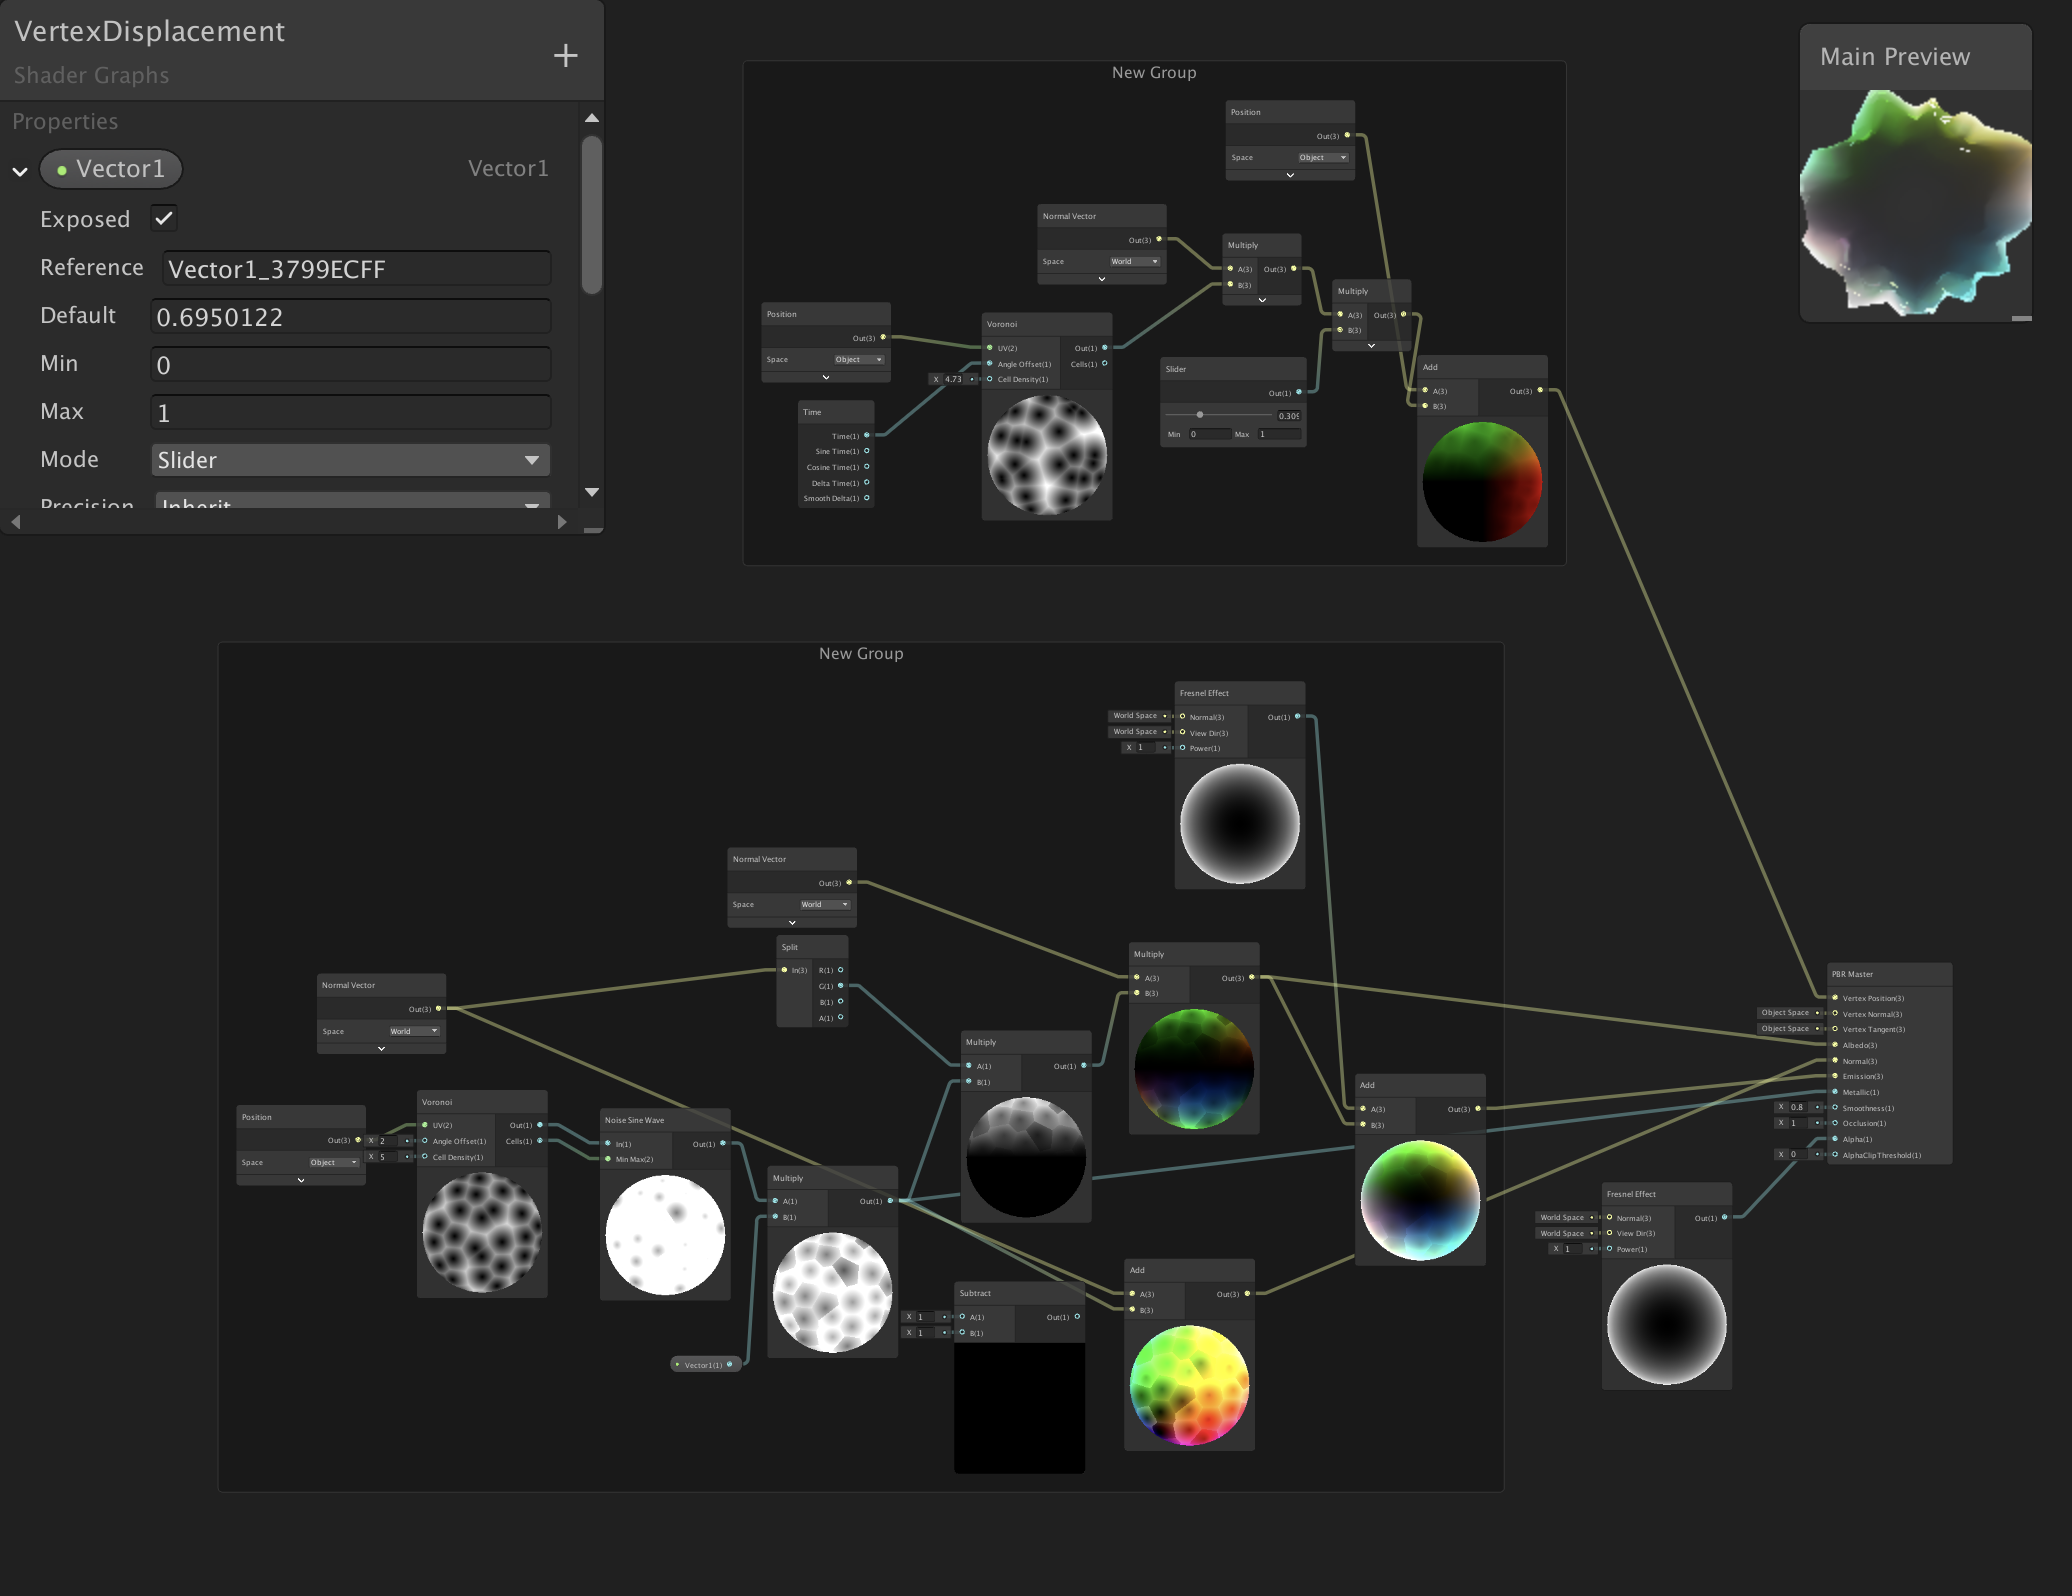 VertexDisplacement
Shader Graphs
Properties
Vector1 Vector1
Exposed
Reference Vector1_3799ECFF
Default 0.6950122
Min 0
Max 1
Mode Slider
Precision Inherit
New Group
Position
Out(3)
Space Object
Normal Vector
Out(3)
Space World
Multiply
A(3) Out(3)
B(3)
Multiply
A(3) Out(3)
B(3)
Position
Out(3)
Space Object
Voronoi
UV(2) Out(1)
Angle Offset(1) Cells(1)
X 4.73 Cell Density(1)
Time
Time(1)
Sine Time(1)
Cosine Time(1)
Delta Time(1)
Smooth Delta(1)
Slider
Out(1)
0.309
Min 0 Max 1
Add
A(3) Out(3)
B(3)
Main Preview
New Group
Fresnel Effect
World Space Normal(3) Out(1)
World Space View Dir(3)
X 1 Power(1)
Normal Vector
Out(3)
Space World
Split
In(3) R(1)
G(1)
B(1)
A(1)
Normal Vector
Out(3)
Space World
Position
Out(3)
Space Object
Voronoi
UV(2) Out(1)
X 2 Angle Offset(1) Cells(1)
X 5 Cell Density(1)
Noise Sine Wave
In(1) Out(1)
Min Max(2)
Multiply
A(1) Out(1)
B(1)
Vector1(1)
Multiply
A(1) Out(1)
B(1)
Multiply
A(3) Out(3)
B(3)
Subtract
X 1 A(1) Out(1)
X 1 B(1)
Add
A(3) Out(3)
B(3)
Add
A(3) Out(3)
B(3)
PBR Master
Vertex Position(3)
Object Space Vertex Normal(3)
Object Space Vertex Tangent(3)
Albedo(3)
Normal(3)
Emission(3)
Metallic(1)
X 0.8 Smoothness(1)
X 1 Occlusion(1)
Alpha(1)
X 0 AlphaClipThreshold(1)
Fresnel Effect
World Space Normal(3) Out(1)
World Space View Dir(3)
X 1 Power(1)